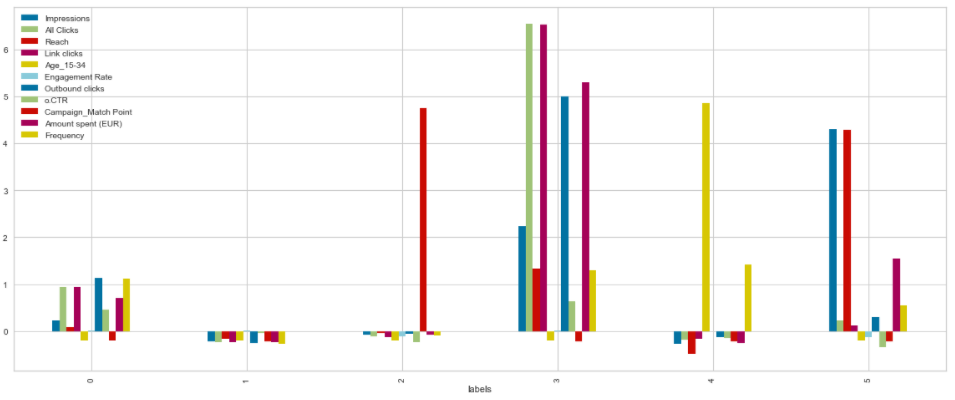 Impressions
All Clicks
Reach
Link clicks
Age_15-34
Engagement Rate
Outbound clicks
o.CTR
Campaign_Match Point
Amount spent (EUR)
Frequency
6
5
4
3
2
1
0
0
1
2
3
4
5
labels